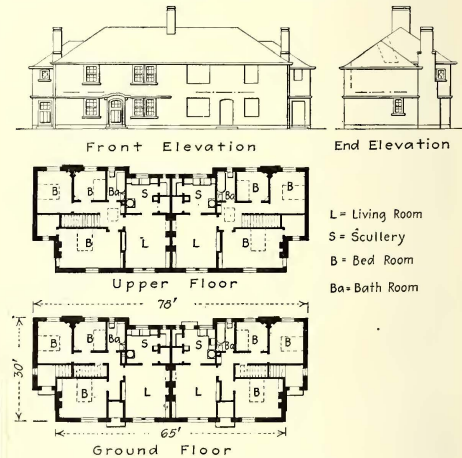 Front Elevation
End Elevation
B B Ba S S Ba B B
B L L B
L = Living Room
S = Scullery
B = Bed Room
Ba = Bath Room
Upper Floor
78'
B B Ba S S Ba B B
30'
B L L B
65'
Ground Floor